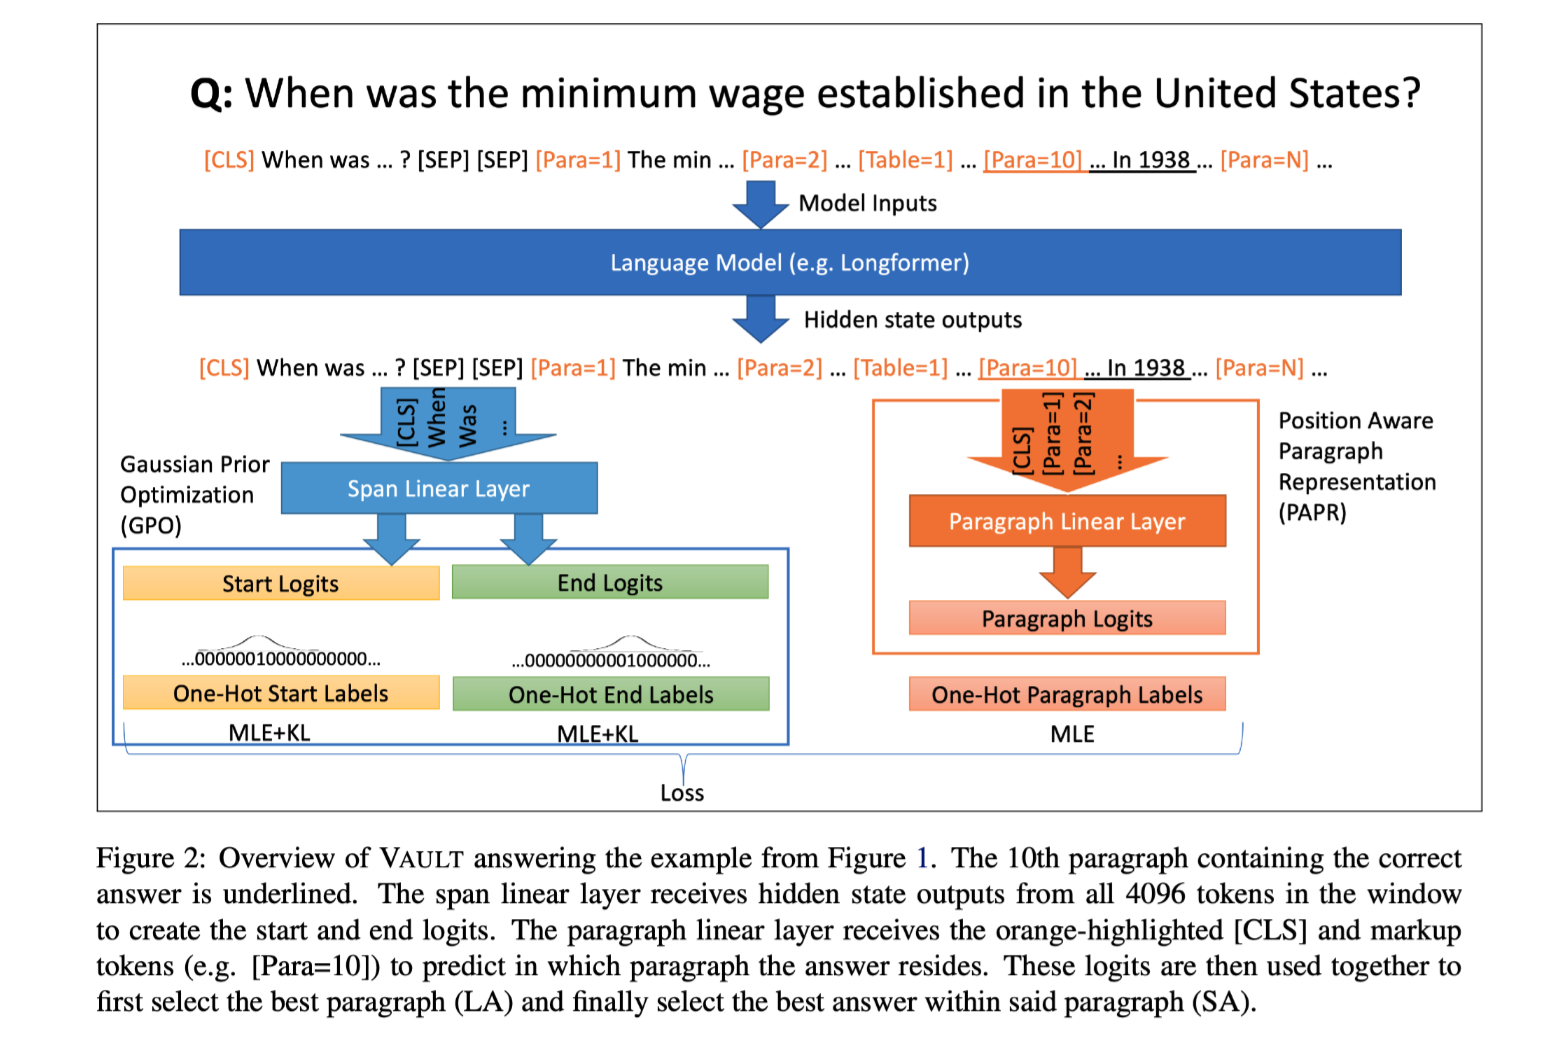 Q: When was the minimum wage established in the United States?
[CLS] When was ... ? [SEP] [SEP] [Para=1] The min ... [Para=2] ... [Table=1] ... [Para=10] ... In 1938 ... [Para=N] ...
Model Inputs
Language Model (e.g. Longformer)
Hidden state outputs
[CLS] When was ... ? [SEP] [SEP] [Para=1] The min ... [Para=2] ... [Table=1] ... [Para=10] ... In 1938 ... [Para=N] ...
[CLS]
When
Was
...
Gaussian Prior
Optimization
(GPO)
Span Linear Layer
Start Logits
End Logits
...00000010000000000...
...00000000001000000...
One-Hot Start Labels
One-Hot End Labels
MLE+KL
MLE+KL
[CLS]
[Para=1]
[Para=2]
...
Position Aware
Paragraph
Representation
(PAPR)
Paragraph Linear Layer
Paragraph Logits
One-Hot Paragraph Labels
MLE
Loss
Figure 2: Overview of VAULT answering the example from Figure 1. The 10th paragraph containing the correct
answer is underlined. The span linear layer receives hidden state outputs from all 4096 tokens in the window
to create the start and end logits. The paragraph linear layer receives the orange-highlighted [CLS] and markup
tokens (e.g. [Para=10]) to predict in which paragraph the answer resides. These logits are then used together to
first select the best paragraph (LA) and finally select the best answer within said paragraph (SA).